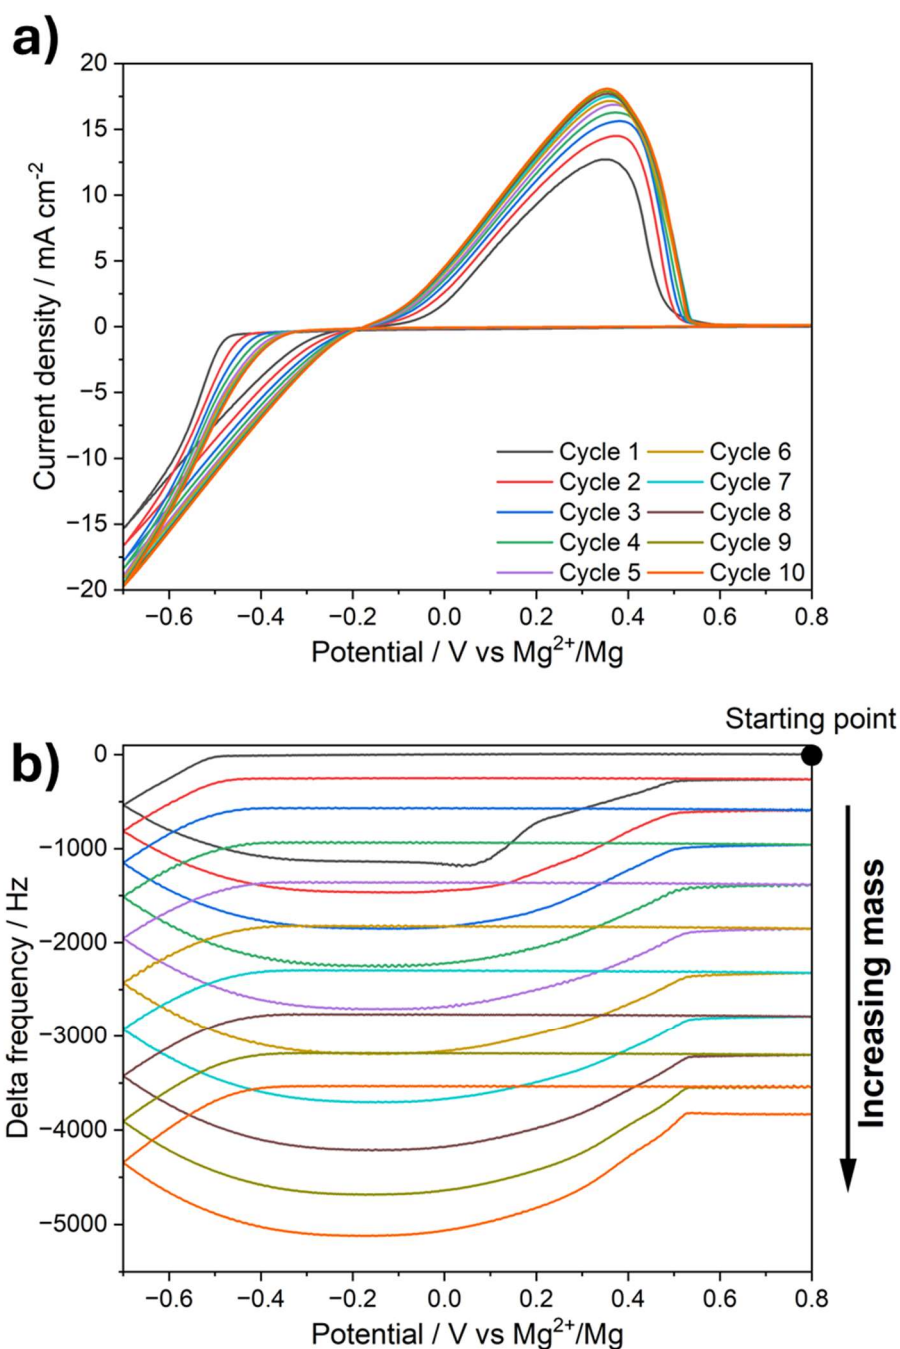 a)
20
15
10
5
0
−5
−10
−15
−20
Current density / mA cm⁻²
Cycle 1 Cycle 6
Cycle 2 Cycle 7
Cycle 3 Cycle 8
Cycle 4 Cycle 9
Cycle 5 Cycle 10
−0.6 −0.4 −0.2 0.0 0.2 0.4 0.6 0.8
Potential / V vs Mg²⁺/Mg
Starting point
b)
0
−1000
−2000
−3000
−4000
−5000
Delta frequency / Hz
Increasing mass
−0.6 −0.4 −0.2 0.0 0.2 0.4 0.6 0.8
Potential / V vs Mg²⁺/Mg